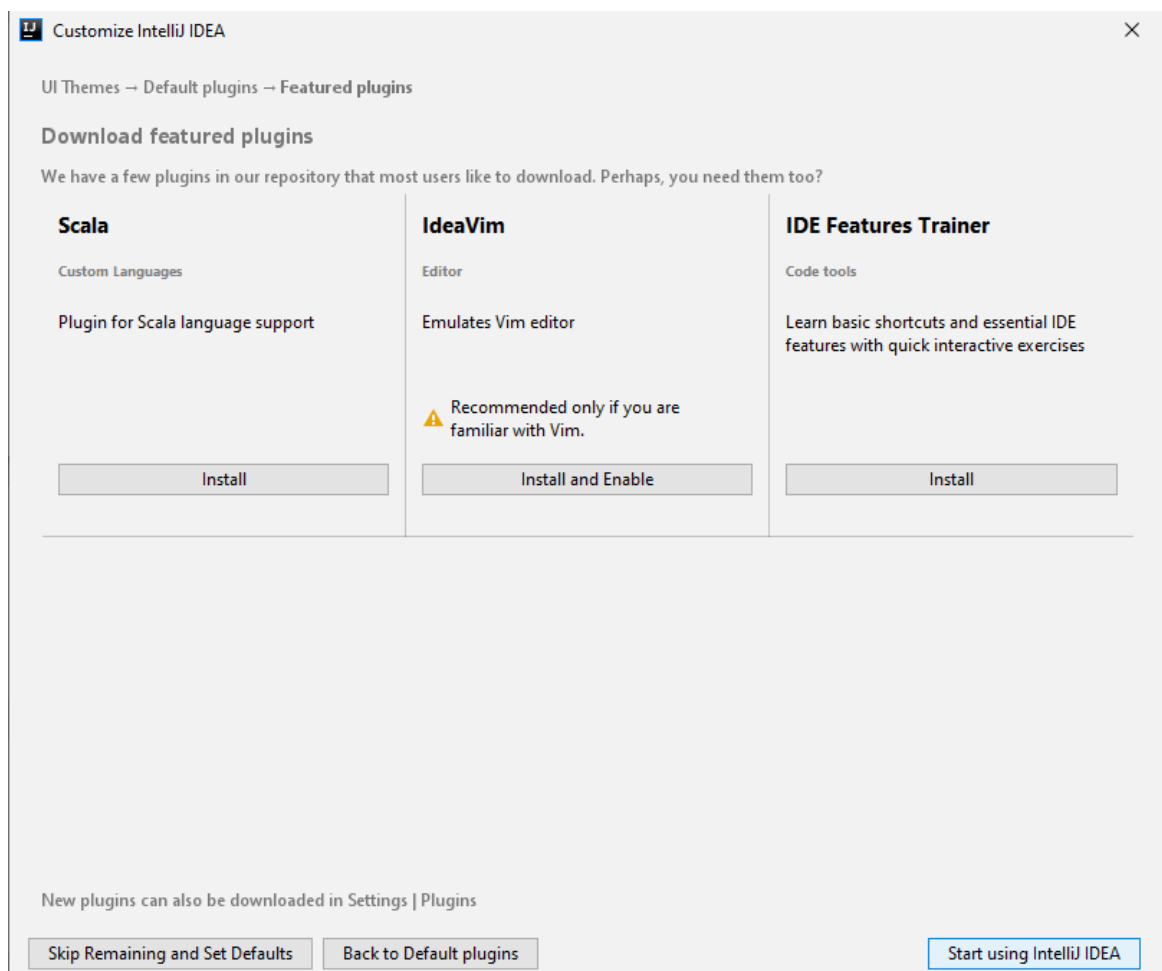 IJ
Customize IntelliJ IDEA
UI Themes → Default plugins → Featured plugins
Download featured plugins
We have a few plugins in our repository that most users like to download. Perhaps, you need them too?
Scala
Custom Languages
Plugin for Scala language support
Install
IdeaVim
Editor
Emulates Vim editor
Recommended only if you are
familiar with Vim.
Install and Enable
IDE Features Trainer
Code tools
Learn basic shortcuts and essential IDE
features with quick interactive exercises
Install
New plugins can also be downloaded in Settings | Plugins
Skip Remaining and Set Defaults
Back to Default plugins
Start using IntelliJ IDEA